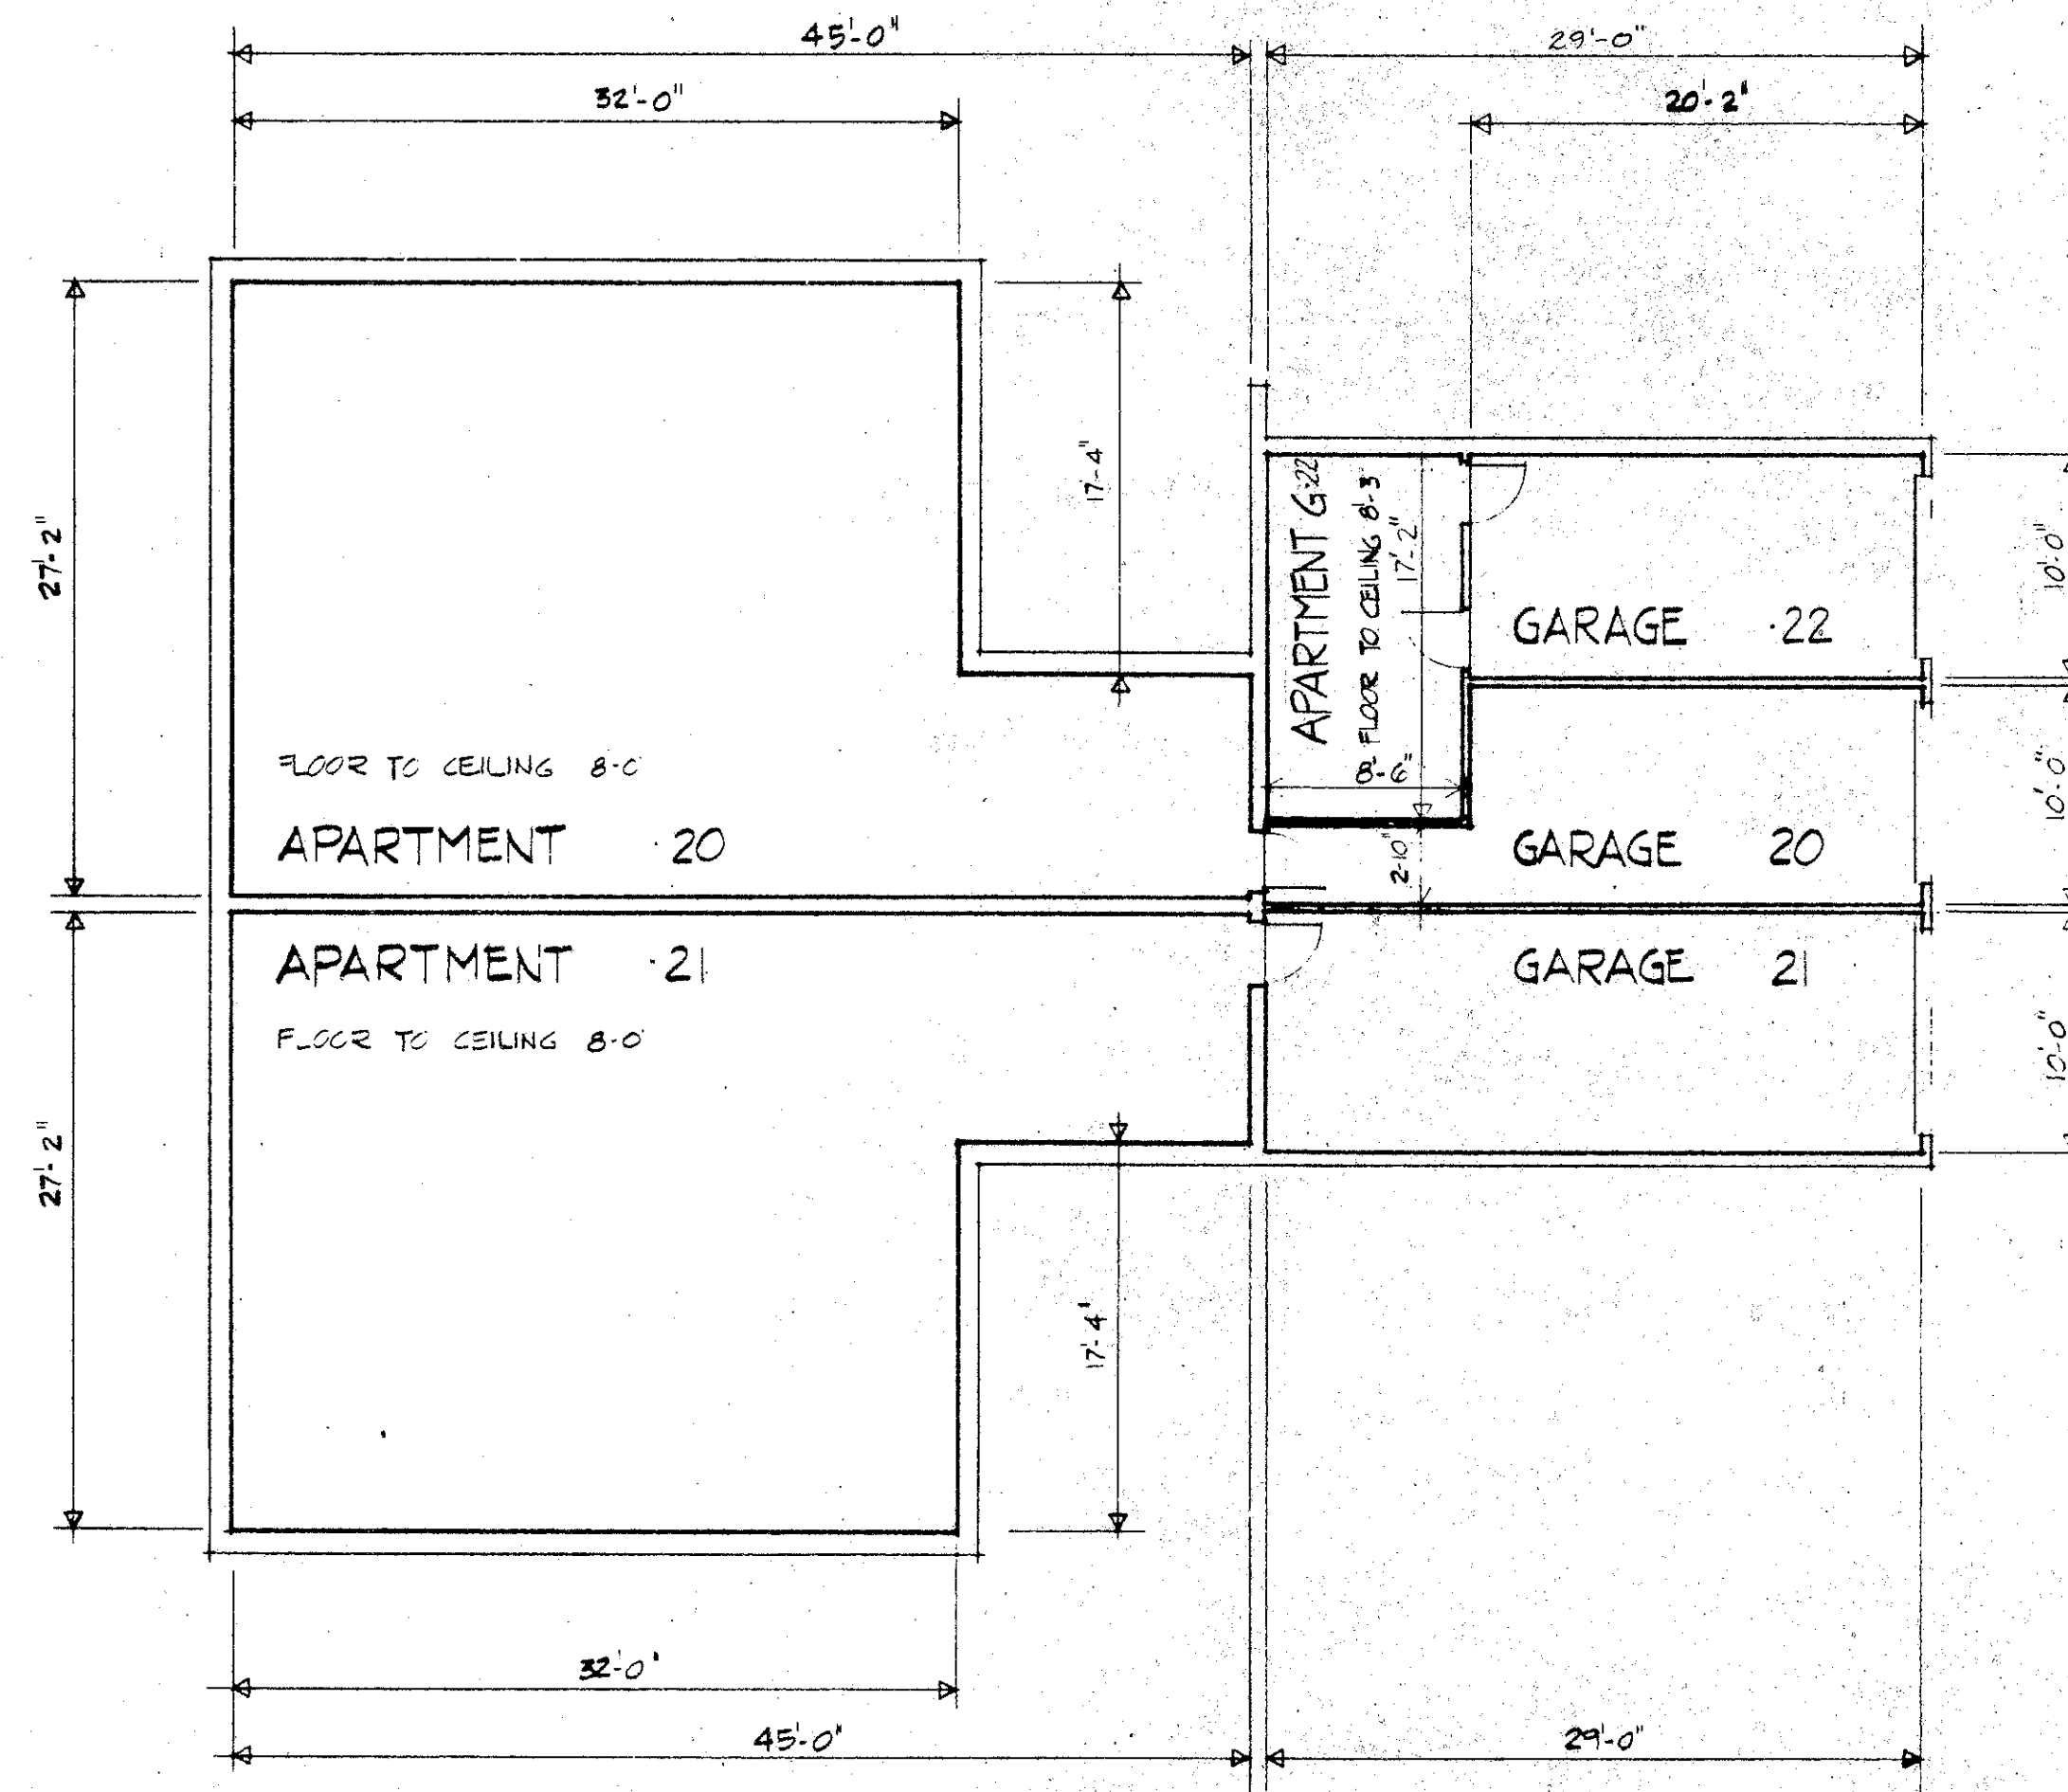 45'-0"
29'-0"
32'-0"
20'-2"
27'-2"
17'-4"
APARTMENT G-22
FLOOR TO CEILING 8'-3
17'-2"
8'-6"
2-10"
GARAGE 22
10'-0"
FLOOR TO CEILING 8-0
APARTMENT 20
GARAGE 20
10'-0"
APARTMENT 21
FLOOR TO CEILING 8-0'
GARAGE 21
10'-0"
27'-2"
17'-4'
32'-0'
45'-0"
29'-0"